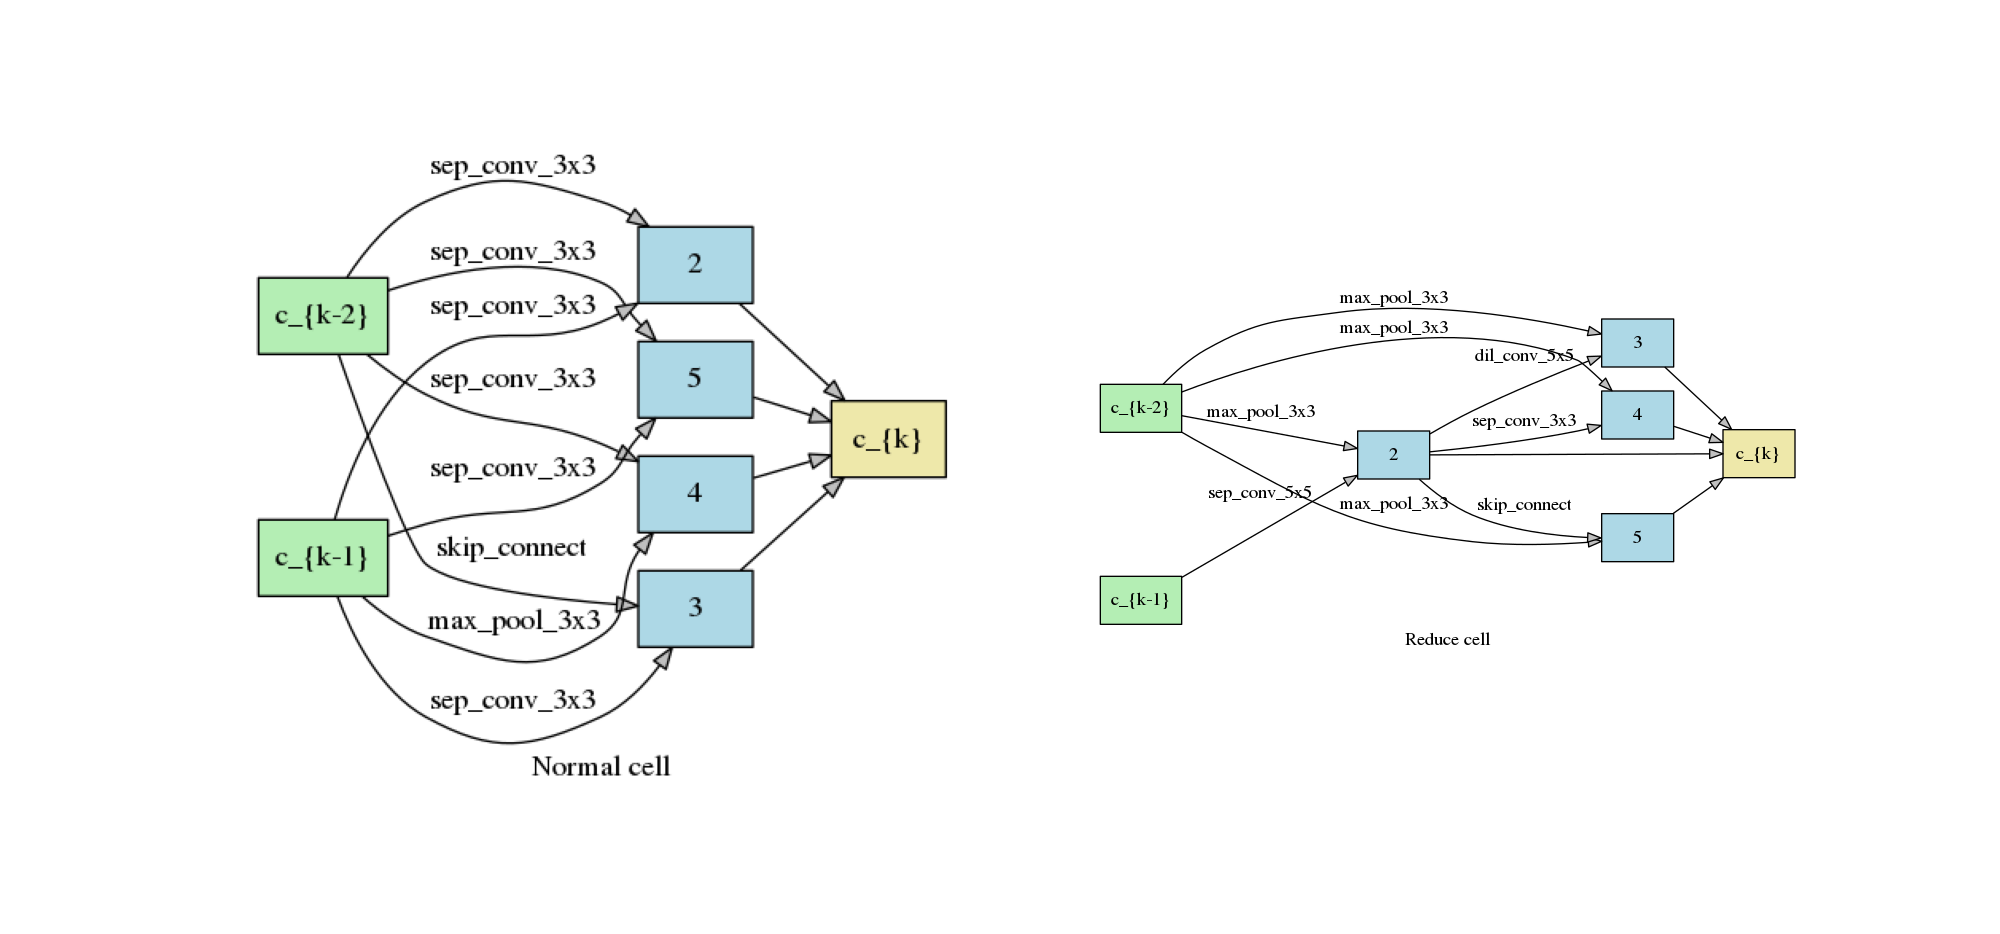 sep_conv_3x3
sep_conv_3x3
2
c_{k-2}
sep_conv_3x3
5
sep_conv_3x3
c_{k}
sep_conv_3x3
4
c_{k-1}
skip_connect
3
max_pool_3x3
sep_conv_3x3
Normal cell
max_pool_3x3
max_pool_3x3
3
dil_conv_5x5
c_{k-2}
max_pool_3x3
4
sep_conv_3x3
2
c_{k}
sep_conv_5x5
max_pool_3x3
skip_connect
5
c_{k-1}
Reduce cell